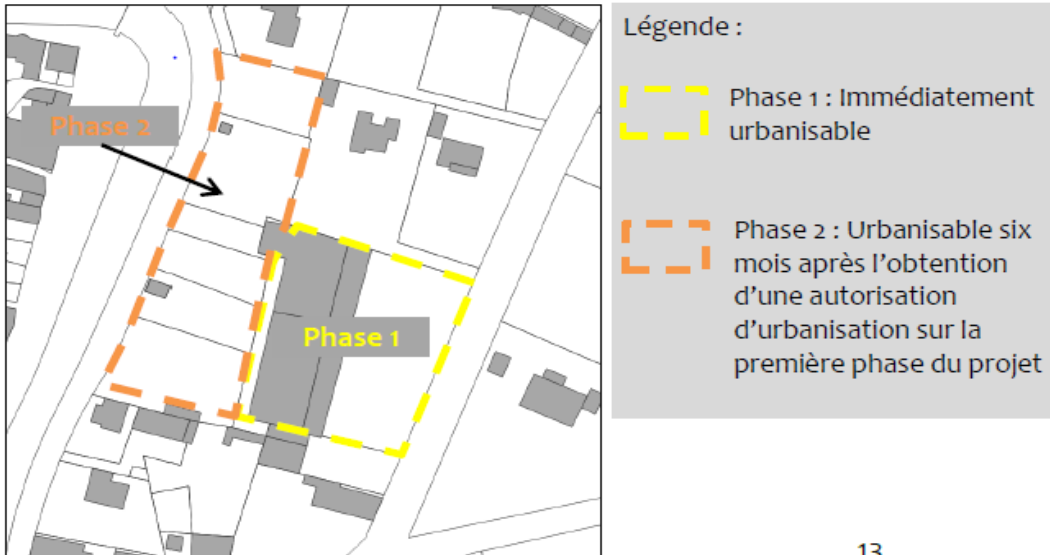 Phase 2
Phase 1
Légende :
Phase 1 : Immédiatement
urbanisable
Phase 2 : Urbanisable six
mois après l'obtention
d'une autorisation
d'urbanisation sur la
première phase du projet
13